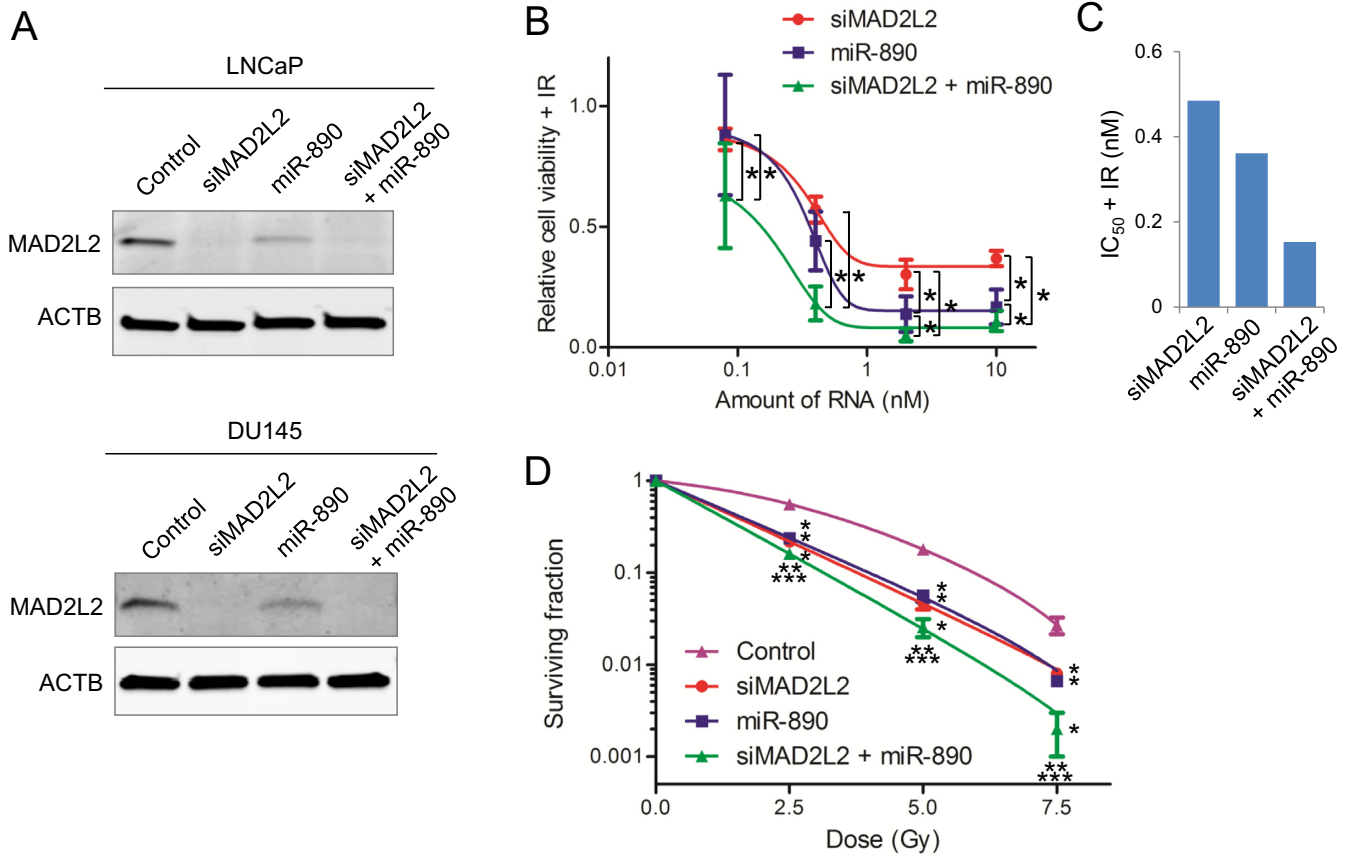 A
LNCaP
Control
siMAD2L2
miR-890
siMAD2L2
+ miR-890
MAD2L2
ACTB
DU145
Control
siMAD2L2
miR-890
siMAD2L2
+ miR-890
MAD2L2
ACTB
B
siMAD2L2
miR-890
siMAD2L2 + miR-890
Relative cell viability + IR
1.0
0.5
0.0
** 
** 
* * *
* * *
0.01 0.1 1 10
Amount of RNA (nM)
C
IC50 + IR (nM)
0.6
0.4
0.2
0
siMAD2L2
miR-890
siMAD2L2
+ miR-890
D
Surviving fraction
1
0.1
0.01
0.001
*
*
*
**
***
*
*
*
**
***
*
*
*
**
***
Control
siMAD2L2
miR-890
siMAD2L2 + miR-890
0.0 2.5 5.0 7.5
Dose (Gy)